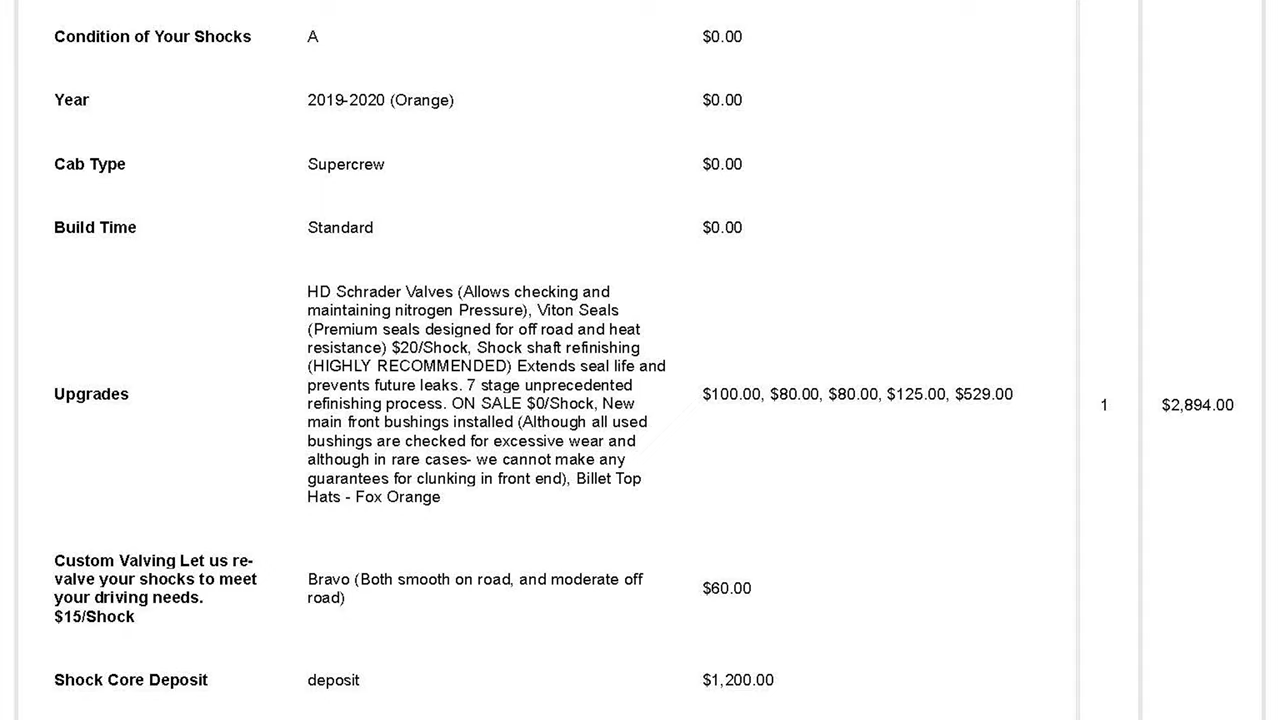 Condition of Your Shocks A $0.00
Year 2019-2020 (Orange) $0.00
Cab Type Supercrew $0.00
Build Time Standard $0.00
Upgrades
HD Schrader Valves (Allows checking and
maintaining nitrogen Pressure), Viton Seals
(Premium seals designed for off road and heat
resistance) $20/Shock, Shock shaft refinishing
(HIGHLY RECOMMENDED) Extends seal life and
prevents future leaks. 7 stage unprecedented
refinishing process. ON SALE $0/Shock, New
main front bushings installed (Although all used
bushings are checked for excessive wear and
although in rare cases- we cannot make any
guarantees for clunking in front end), Billet Top
Hats - Fox Orange
$100.00, $80.00, $80.00, $125.00, $529.00
1
$2,894.00
Custom Valving Let us re-
valve your shocks to meet
your driving needs.
$15/Shock
Bravo (Both smooth on road, and moderate off
road)
$60.00
Shock Core Deposit deposit $1,200.00